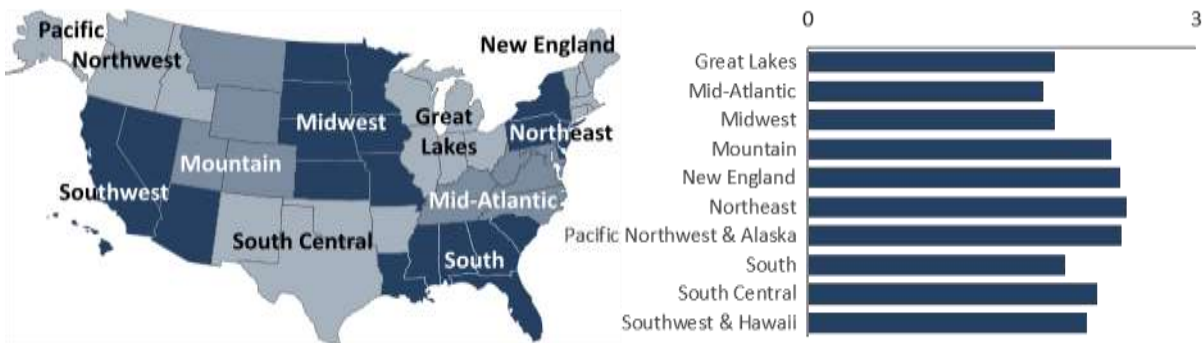 Pacific
Northwest
New England
Midwest
Great
Lakes
Northeast
Mountain
Southwest
Mid-Atlantic
South Central
South
0 3
Great Lakes
Mid-Atlantic
Midwest
Mountain
New England
Northeast
Pacific Northwest & Alaska
South
South Central
Southwest & Hawaii